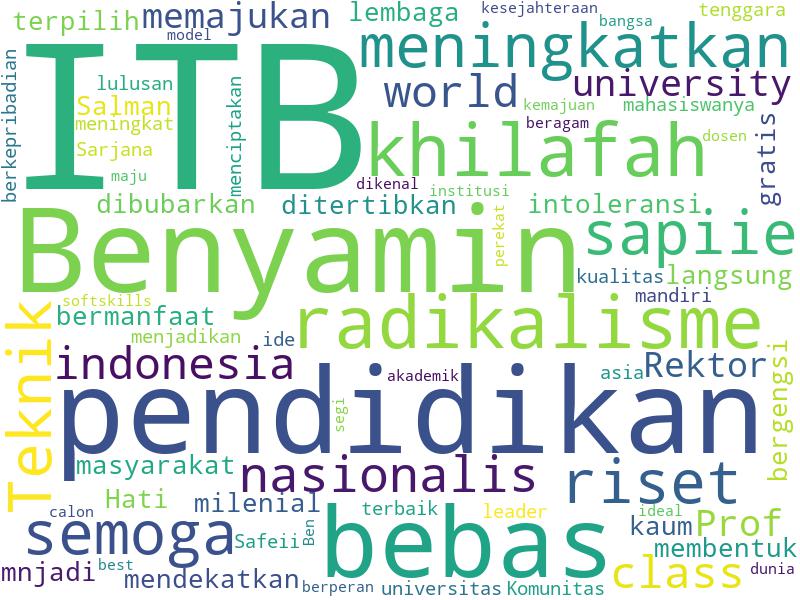 terpilih memajukan lembaga kesejahteraan tenggara
model bangsa
ITB meningkatkan
berkepribadian lulusan menciptakan world university
Salman kemajuan mahasiswanya
meningkat beragam gratis
Sarjana khilafah dosen
maju dikenal institusi
dibubarkan ditertibkan intoleransi
Benyamin perekat sapiie
kualitas langsung
softskills mandiri
Teknik bermanfaat radikalisme
menjadikan ide bergengsi
indonesia asia Rektor
pendidikan akademik
segi
masyarakat nasionalis riset
Hati milenial
calon terbaik leader ideal
semoga Ben bebas kaum Prof
Safeii membentuk
mnjadi best mendekatkan class dunia
berperan universitas Komunitas